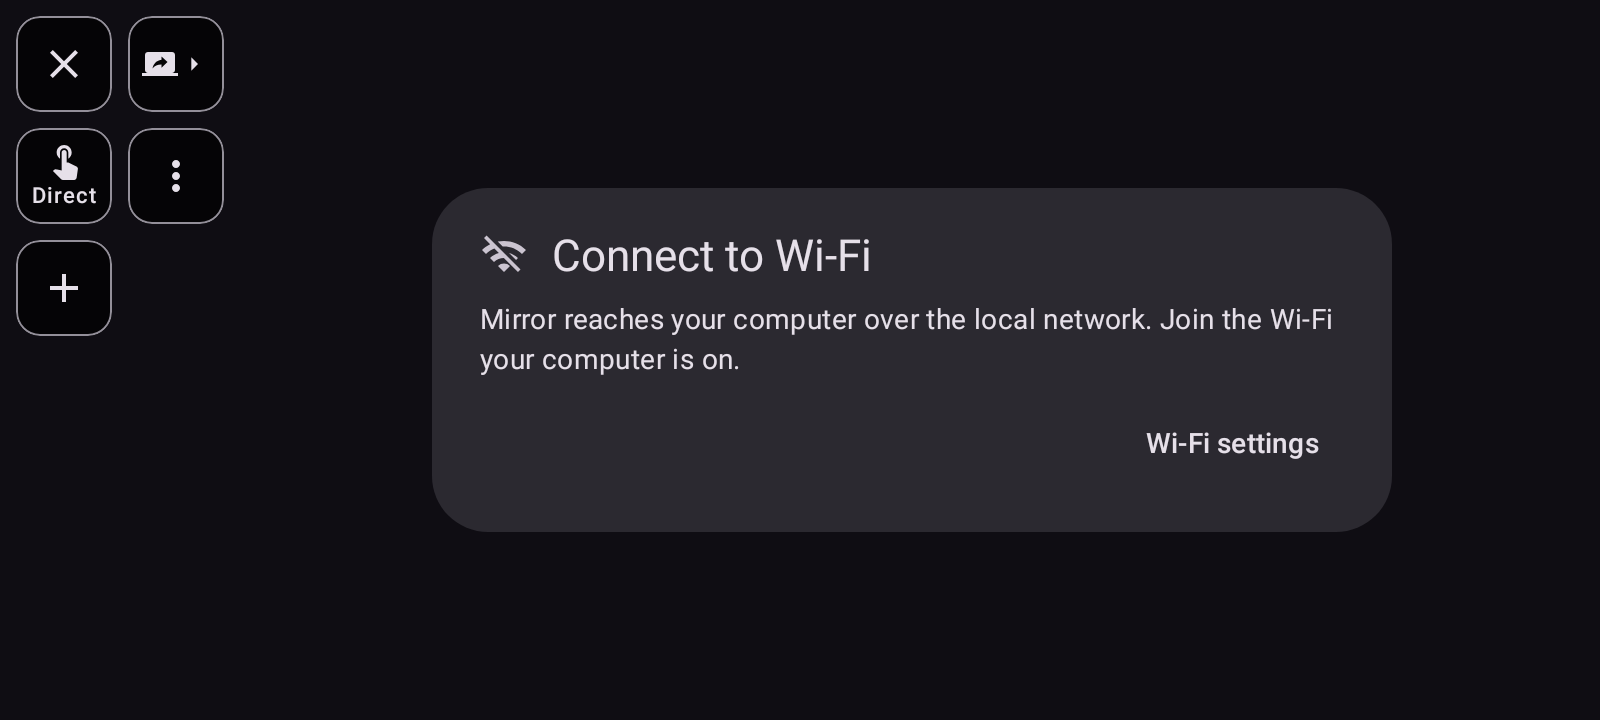 Direct
Connect to Wi-Fi
Mirror reaches your computer over the local network. Join the Wi-Fi
your computer is on.
Wi-Fi settings